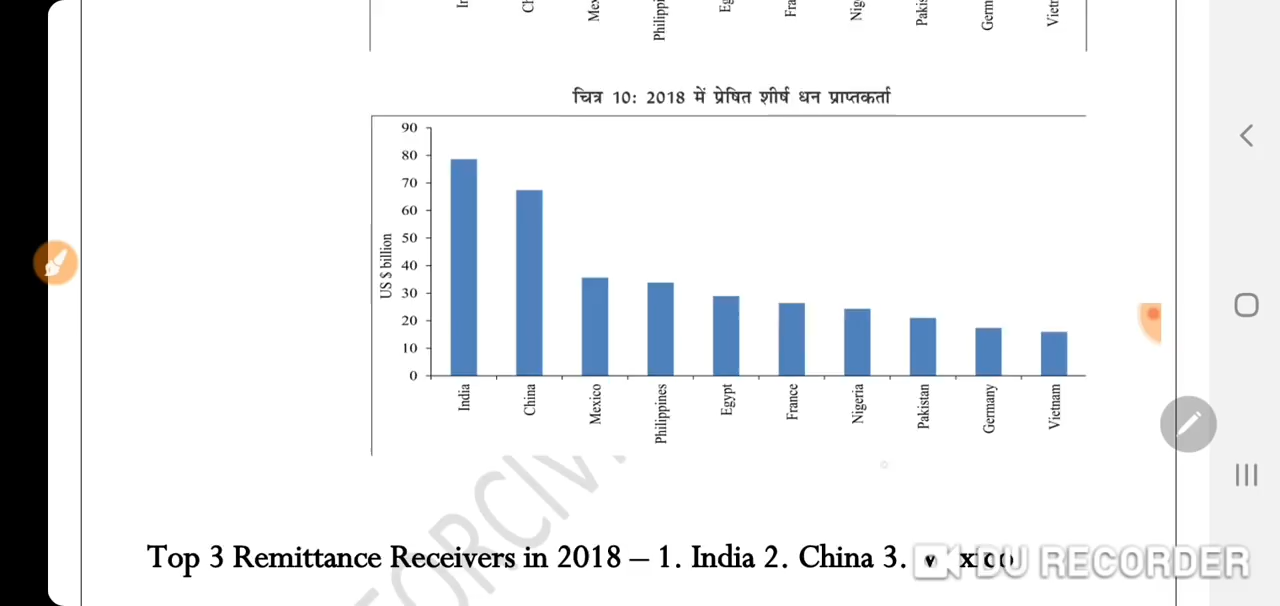 चित्र 10: 2018 में प्रेषित शीर्ष धन प्राप्तकर्ता
90
80
70
60
50
40
30
20
10
0
US $ billion
India
China
Mexico
Philippines
Egypt
France
Nigeria
Pakistan
Germany
Vietnam
Top 3 Remittance Receivers in 2018 – 1. India 2. China 3.
DU RECORDER